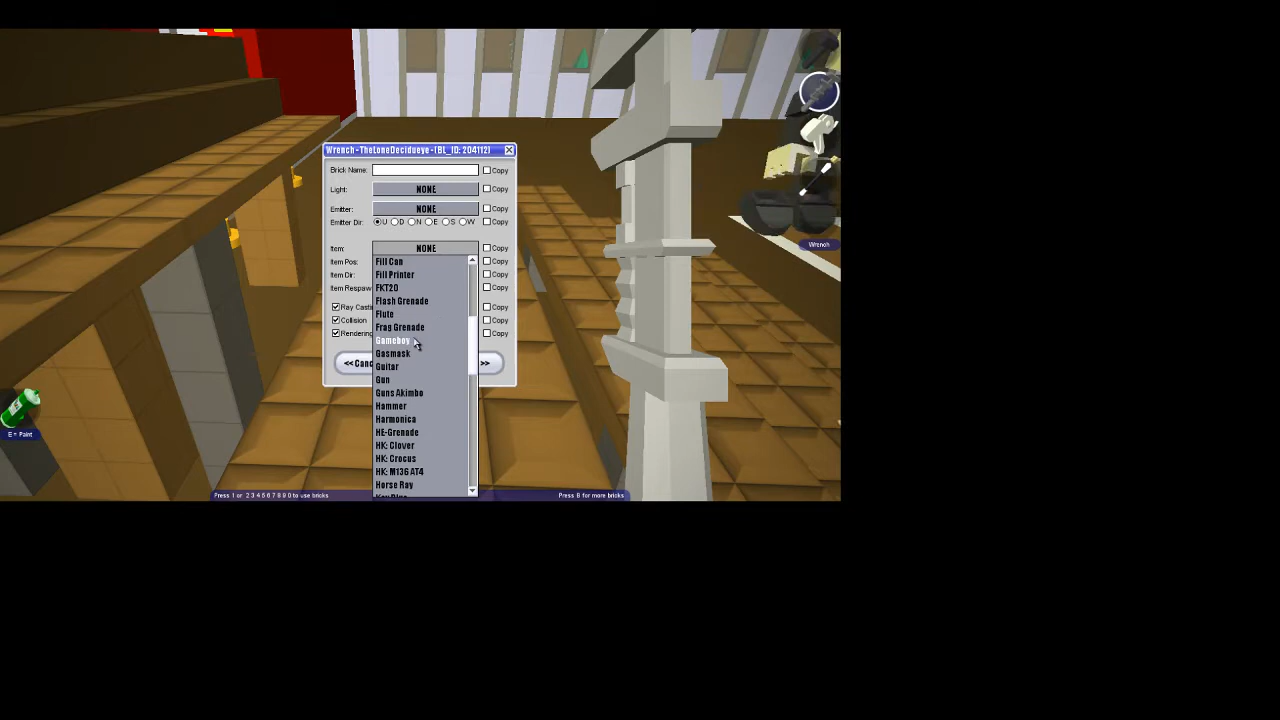 Wrench - TheLoneDecidueye - [BL_ID: 204112]
Brick Name: Copy
Light: NONE Copy
Emitter: NONE Copy
Emitter Dir: U D N E S W Copy
Item: NONE Copy
Item Pos: Copy
Item Dir: Copy
Item Respaw Copy
Ray Casti Copy
Collision Copy
Rendering Copy
<<Canc >>
Fill Can
Fill Printer
FKT20
Flash Grenade
Flute
Frag Grenade
Gameboy
Gasmask
Guitar
Gun
Guns Akimbo
Hammer
Harmonica
HE-Grenade
HK: Clover
HK: Crocus
HK: M136 AT4
Horse Ray
Wrench
E = Paint
Press 1 or 2 3 4 5 6 7 8 9 0 to use bricks
Press B for more bricks